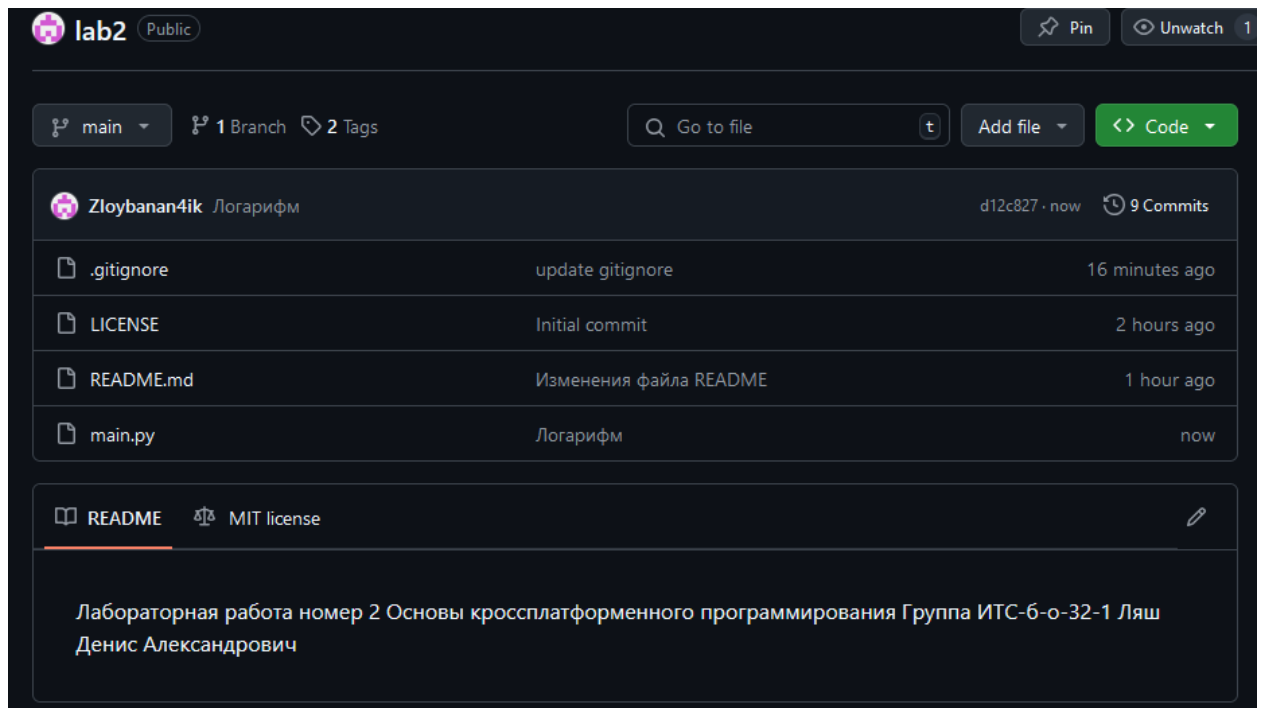 lab2 Public Pin Unwatch 1
main 1 Branch 2 Tags Go to file t Add file Code
Zloybanan4ik Логарифм d12c827 · now 9 Commits
.gitignore update gitignore 16 minutes ago
LICENSE Initial commit 2 hours ago
README.md Изменения файла README 1 hour ago
main.py Логарифм now
README MIT license
Лабораторная работа номер 2 Основы кроссплатформенного программирования Группа ИТС-б-о-32-1 Ляш
Денис Александрович